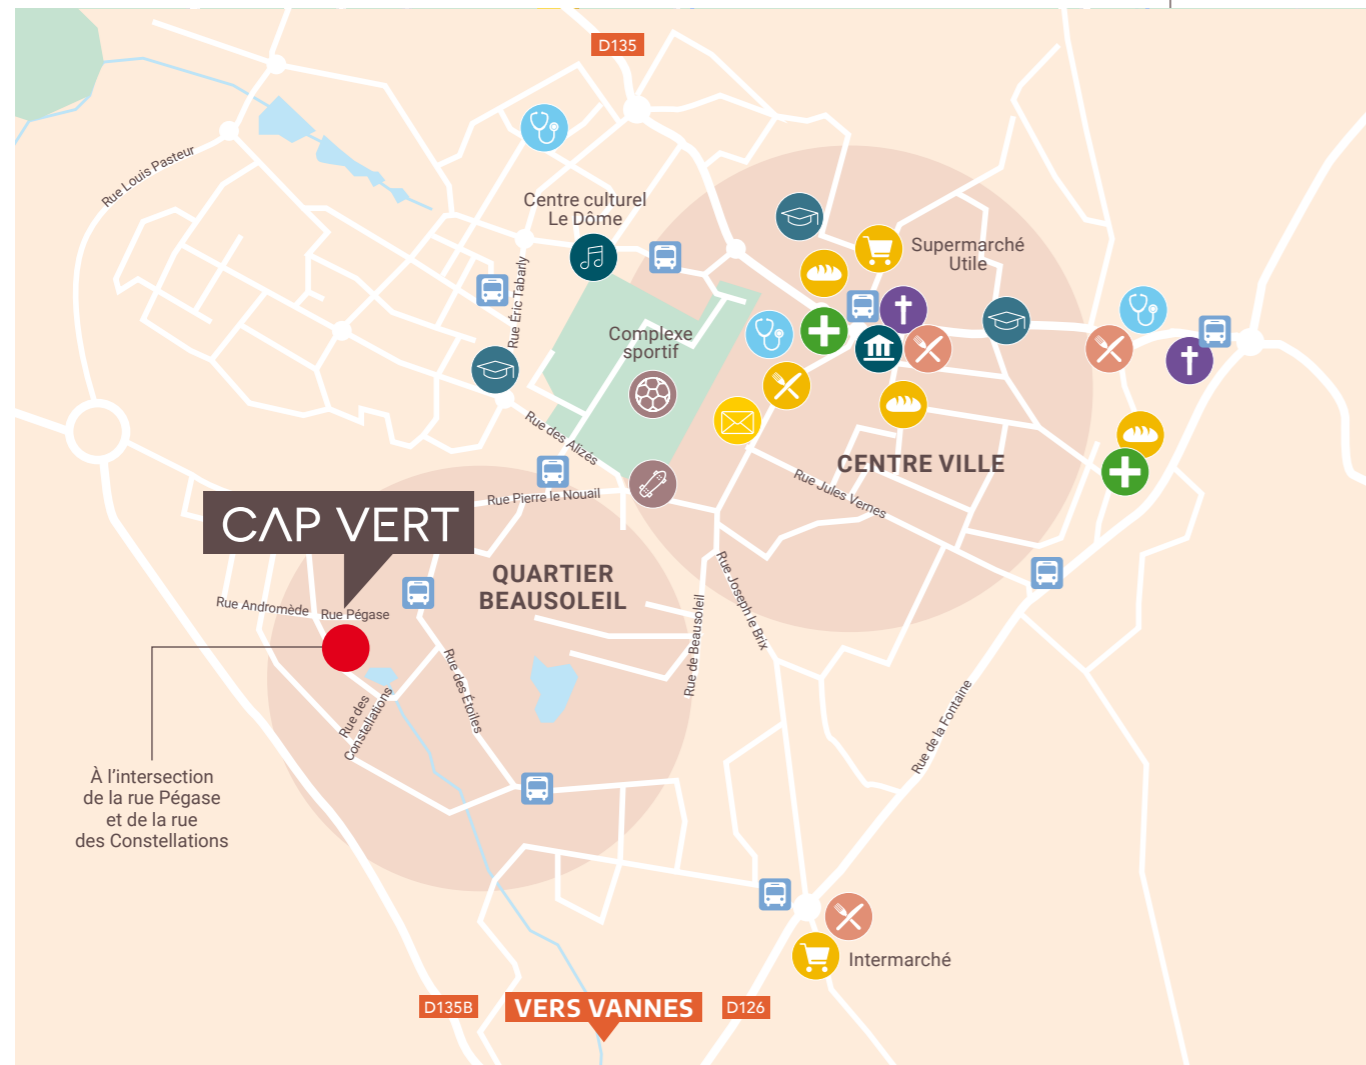 D135
Rue Louis Pasteur
Centre culturel
Le Dôme
Supermarché
Utile
Rue Éric Tabarly
Complexe
sportif
Rue des Alizés
CENTRE VILLE
Rue Jules Vernes
Rue Pierre le Nouail
CAP VERT
QUARTIER
BEAUSOLEIL
Rue Andromède
Rue Pégase
Rue Joseph le Brix
Rue de Beausoleil
Rue des Étoiles
Rue des
Constellations
Rue de la Fontaine
À l'intersection
de la rue Pégase
et de la rue
des Constellations
Intermarché
D135B
VERS VANNES
D126